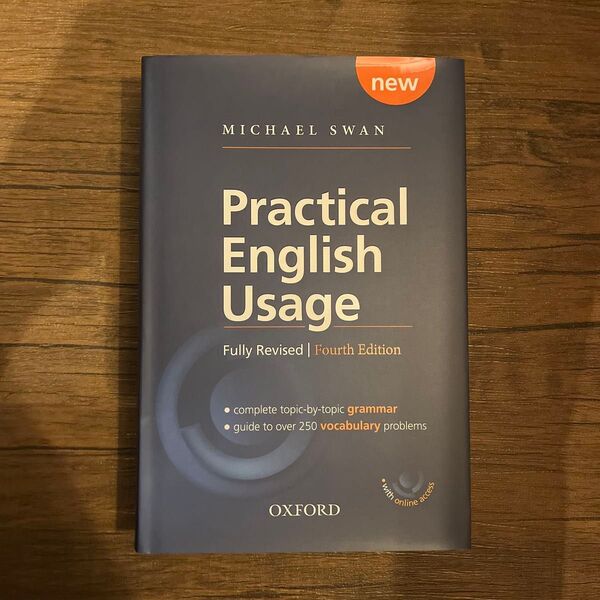 new
MICHAEL SWAN
Practical
English
Usage
Fully Revised | Fourth Edition
• complete topic-by-topic grammar
• guide to over 250 vocabulary problems
• with online access
OXFORD